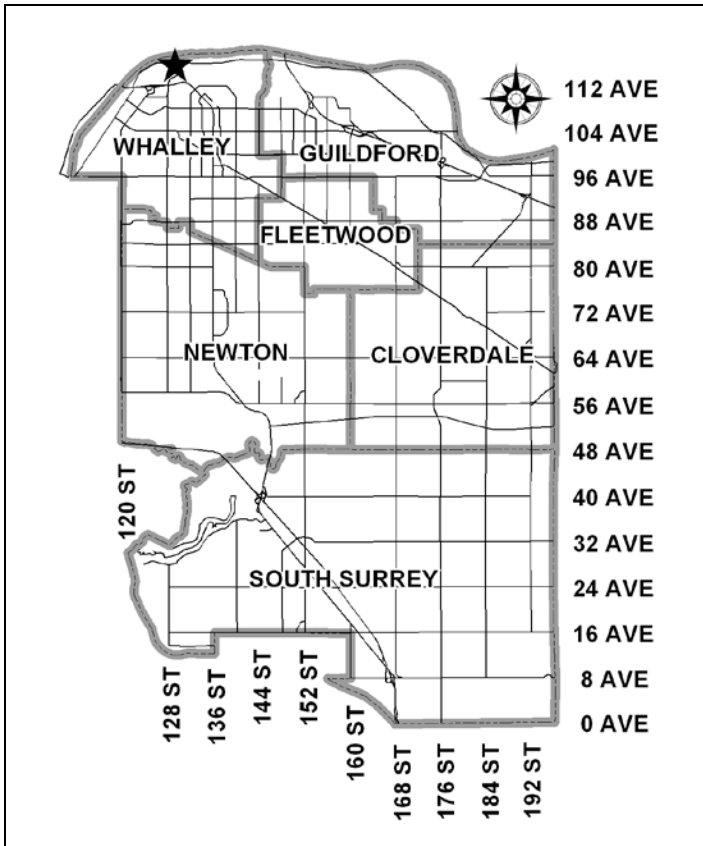 112 AVE
104 AVE
WHALLEY
GUILDFORD
96 AVE
88 AVE
FLEETWOOD
80 AVE
72 AVE
NEWTON
CLOVERDALE
64 AVE
56 AVE
48 AVE
120 ST
40 AVE
32 AVE
SOUTH SURREY
24 AVE
16 AVE
128 ST
136 ST
144 ST
152 ST
160 ST
8 AVE
0 AVE
168 ST
176 ST
184 ST
192 ST